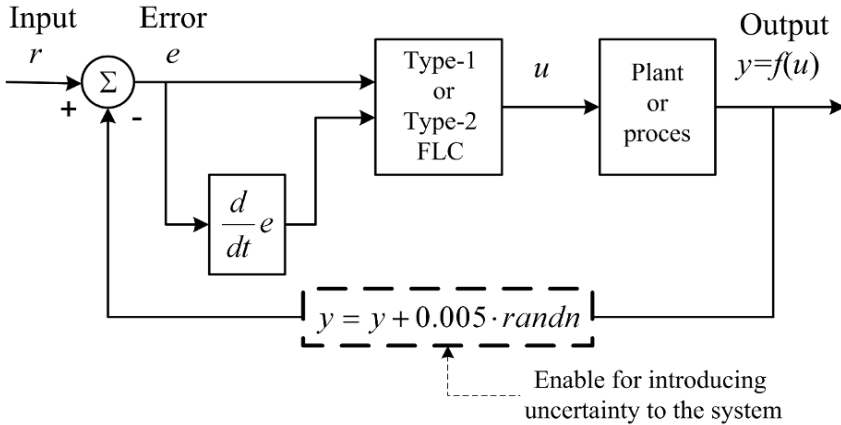 Input
r
Error
e
+
-
Σ
d
dt
e
Type-1
or
Type-2
FLC
u
Plant
or
proces
Output
y=f(u)
y = y + 0.005 · randn
Enable for introducing
uncertainty to the system